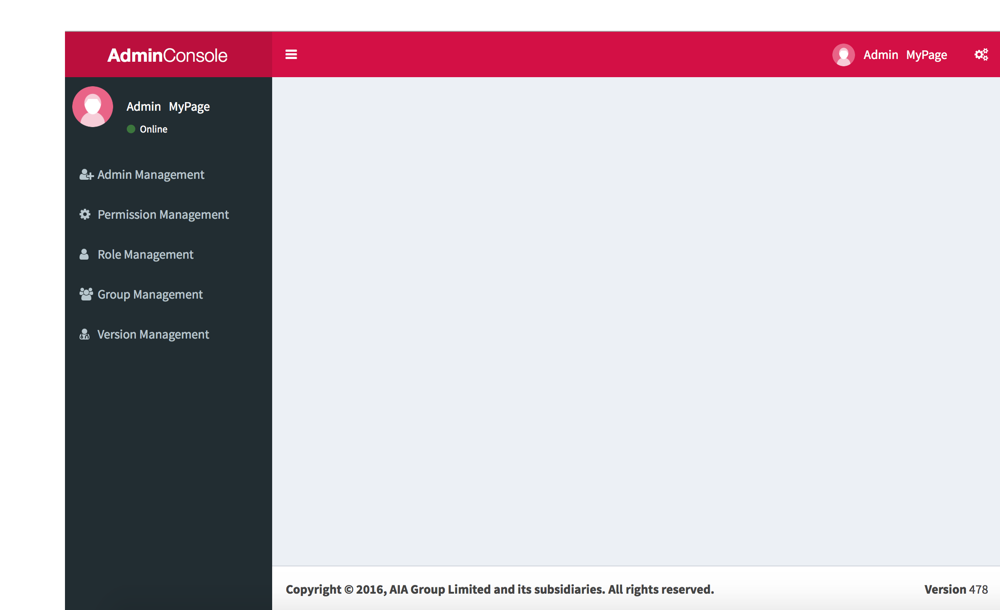 AdminConsole
Admin MyPage
Admin MyPage
Online
Admin Management
Permission Management
Role Management
Group Management
Version Management
Copyright © 2016, AIA Group Limited and its subsidiaries. All rights reserved.
Version 478